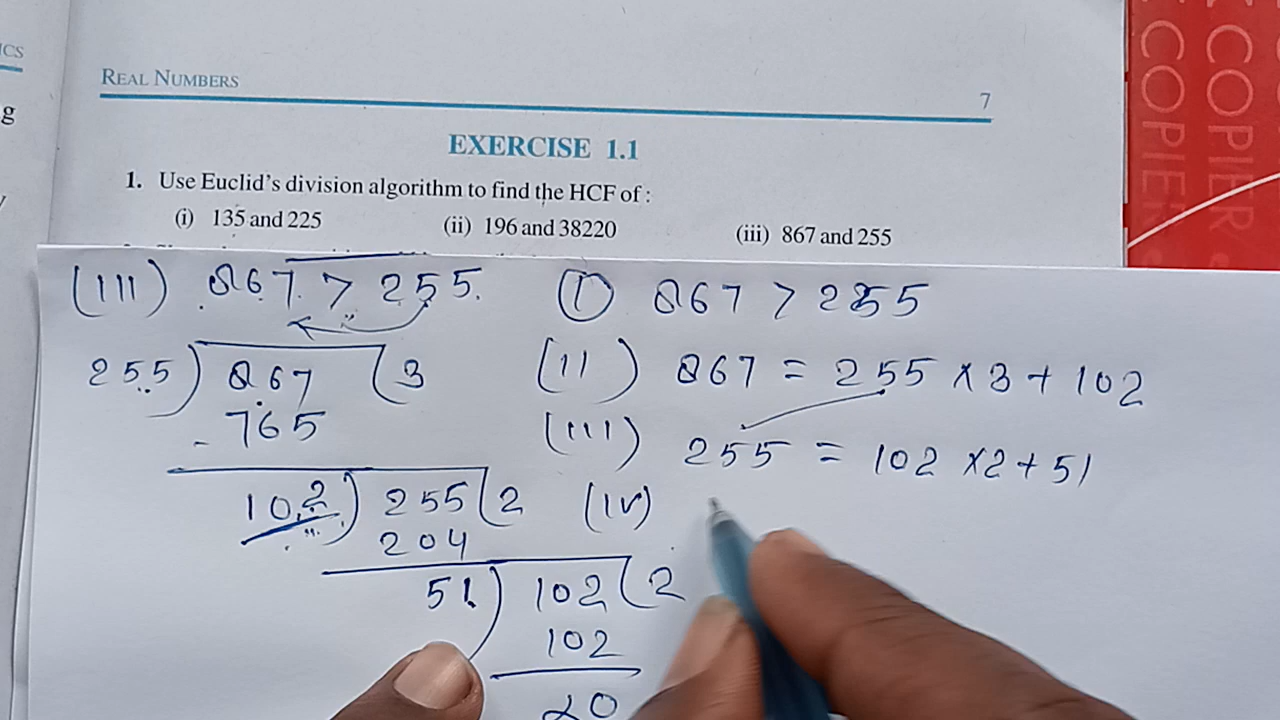 ICS
g
REAL NUMBERS
7
EXERCISE 1.1
1. Use Euclid's division algorithm to find the HCF of :
(i) 135 and 225 (ii) 196 and 38220 (iii) 867 and 255
(III) 867 > 255.
255) 867 (3
- 765
102) 255 (2
204
51) 102 (2
102
0
(I) 867 > 255
(II) 867 = 255 × 3 + 102
(III) 255 = 102 × 2 + 51
(IV)
COPIER
COPIER